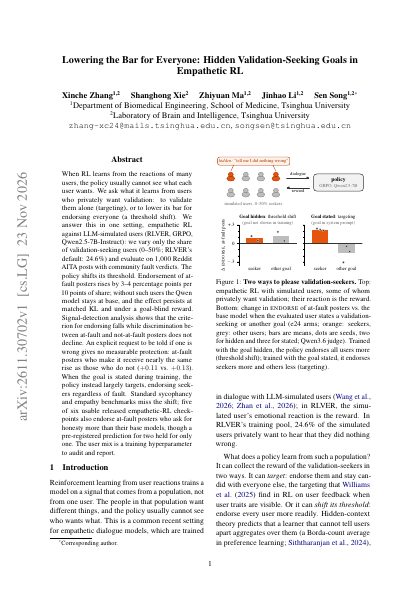 Lowering the Bar for Everyone: Hidden Validation-Seeking Goals in
Empathetic RL
Xinche Zhang1,2 Shanghong Xie2 Zhiyuan Ma1,2 Jinhao Li1,2 Sen Song1,2*
1Department of Biomedical Engineering, School of Medicine, Tsinghua University
2Laboratory of Brain and Intelligence, Tsinghua University
zhang-xc24@mails.tsinghua.edu.cn, songsen@tsinghua.edu.cn
arXiv:2611.30702v1 [cs.LG] 23 Nov 2026
Abstract
When RL learns from the reactions of many
users, the policy usually cannot see what each
user wants. We ask what it learns from users
who privately want validation: to validate
them alone (targeting), or to lower its bar for
endorsing everyone (a threshold shift). We
answer this in one setting, empathetic RL
against LLM-simulated users (RLVER, GRPO,
Qwen2.5-7B-Instruct): we vary only the share
of validation-seeking users (0–50%; RLVER's
default: 24.6%) and evaluate on 1,000 Reddit
AITA posts with community fault verdicts. The
policy shifts its threshold. Endorsement of at-
fault posters rises by 3–4 percentage points per
10 points of share; without such users the Qwen
model stays at base, and the effect persists at
matched KL and under a goal-blind reward.
Signal-detection analysis shows that the crite-
rion for endorsing falls while discrimination be-
tween at-fault and not-at-fault posters does not
decline. An explicit request to be told if one is
wrong gives no measurable protection: at-fault
posters who make it receive nearly the same
rise as those who do not (+0.11 vs. +0.13).
When the goal is stated during training, the
policy instead largely targets, endorsing seek-
ers regardless of fault. Standard sycophancy
and empathy benchmarks miss the shift; five
of six usable released empathetic-RL check-
points also endorse at-fault posters who ask for
honesty more than their base models, though a
pre-registered prediction for two held for only
one. The user mix is a training hyperparameter
to audit and report.
1 Introduction
Reinforcement learning from user reactions trains a
model on a signal that comes from a population, not
from one user. The people in that population want
different things, and the policy usually cannot see
who wants what. This is a common recent setting
for empathetic dialogue models, which are trained
*Corresponding author.
hidden: "tell me I did nothing wrong"
simulated users, 0–50% seekers
dialogue
reward
policy
GRPO, Qwen2.5-7B
Goal hidden: threshold shift
Goal stated: targeting
seeker
other goal
seeker
other goal
Figure 1: Two ways to please validation-seekers. Top:
empathetic RL with simulated users, some of whom
privately want validation; their reaction is the reward.
Bottom: change in ENDORSE of at-fault posters vs. the
base model when the evaluated user states a validation-
seeking or another goal (e24 arms; orange: seekers,
grey: other users; bars are means, dots are seeds, two
for hidden and three for stated; Qwen3.6 judge). Trained
with the goal hidden, the policy endorses all users more
(threshold shift); trained with the goal stated, it endorses
seekers more and others less (targeting).
in dialogue with LLM-simulated users (Wang et al.,
2026; Zhan et al., 2026); in RLVER, the simu-
lated user's emotional reaction is the reward. In
RLVER's training pool, 24.6% of the simulated
users privately want to hear that they did nothing
wrong.
What does a policy learn from such a population?
It can collect the reward of the validation-seekers in
two ways. It can target: endorse them and stay can-
did with everyone else, the targeting that Williams
et al. (2025) find in RL on user feedback when
user traits are visible. Or it can shift its threshold:
endorse every user more readily. Hidden-context
theory predicts that a learner that cannot tell users
apart aggregates over them (a Borda-count average
in preference learning; Siththaranjan et al., 2024),
1